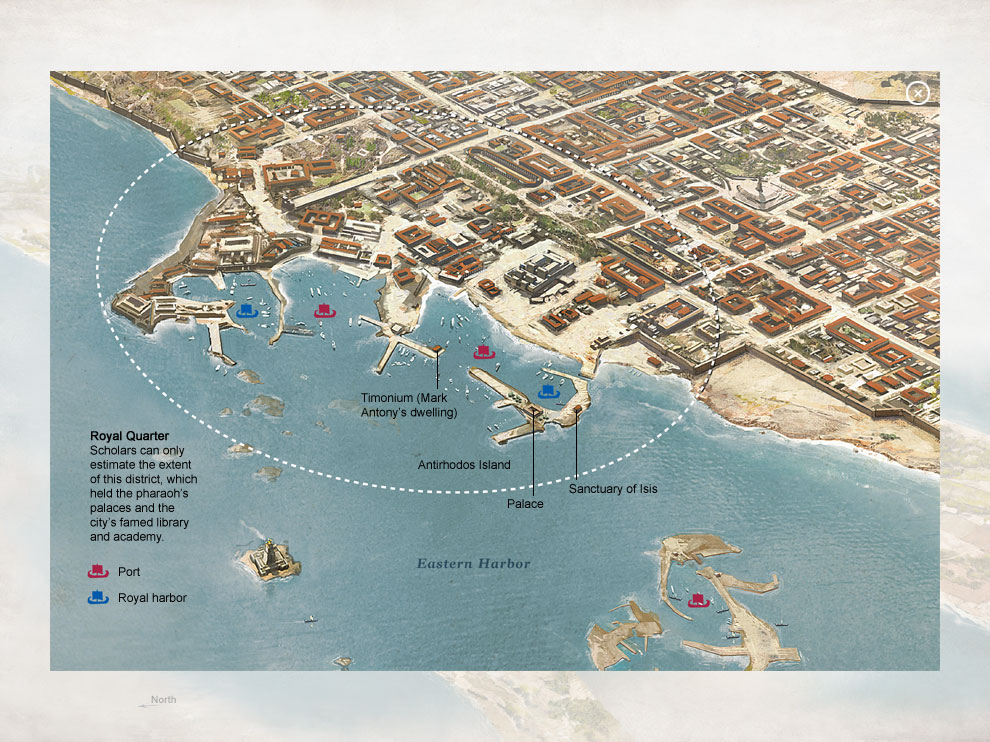 Timonium (Mark
Antony's dwelling)
Royal Quarter
Scholars can only
estimate the extent
of this district, which
held the pharaoh's
palaces and the
city's famed library
and academy.
Antirhodos Island
Sanctuary of Isis
Palace
Eastern Harbor
Port
Royal harbor
North